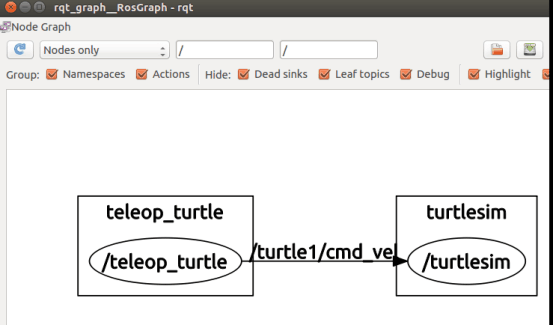 rqt_graph__RosGraph - rqt
Node Graph
Nodes only / /
Group: Namespaces Actions Hide: Dead sinks Leaf topics Debug Highlight
teleop_turtle turtlesim
/teleop_turtle /turtle1/cmd_vel /turtlesim